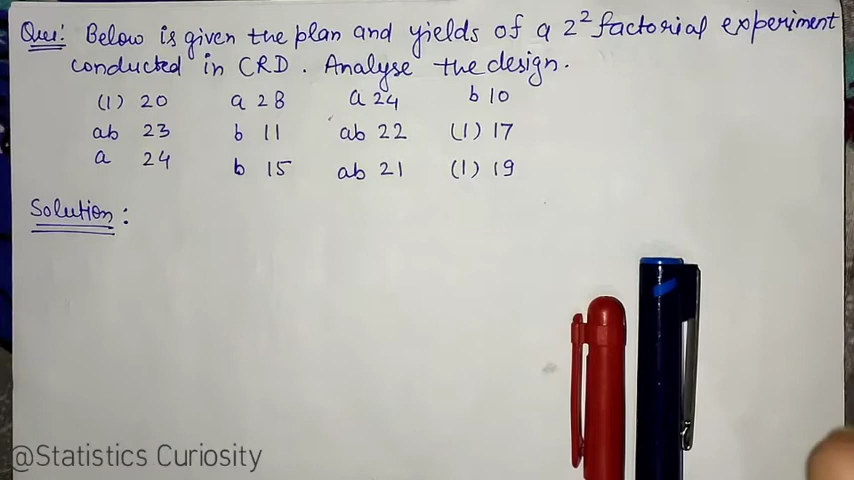 Que: Below is given the plan and yields of a 2² factorial experiment
conducted in CRD. Analyse the design.
(1) 20 a 28 a 24 b 10
ab 23 b 11 ab 22 (1) 17
a 24 b 15 ab 21 (1) 19
Solution:
@Statistics Curiosity